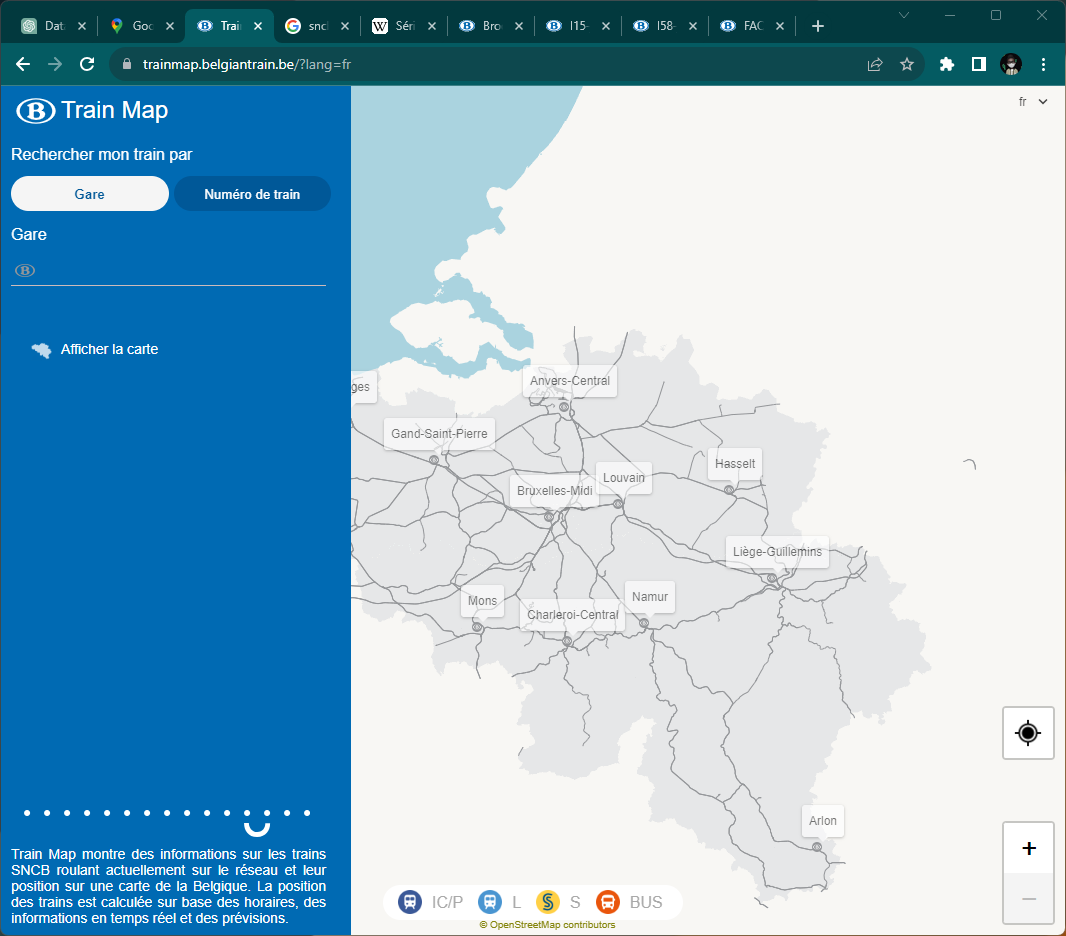 Data
Goo
Trai
snc
Séri
Bro
I15-
I58-
FAC
trainmap.belgiantrain.be/?lang=fr
B Train Map
fr
Rechercher mon train par
Gare
Numéro de train
Gare
B
Afficher la carte
ges
Anvers-Central
Gand-Saint-Pierre
Hasselt
Louvain
Bruxelles-Midi
Liège-Guillemins
Namur
Mons
Charleroi-Central
Arlon
Train Map montre des informations sur les trains
SNCB roulant actuellement sur le réseau et leur
position sur une carte de la Belgique. La position
des trains est calculée sur base des horaires, des
informations en temps réel et des prévisions.
IC/P L S S BUS
© OpenStreetMap contributors